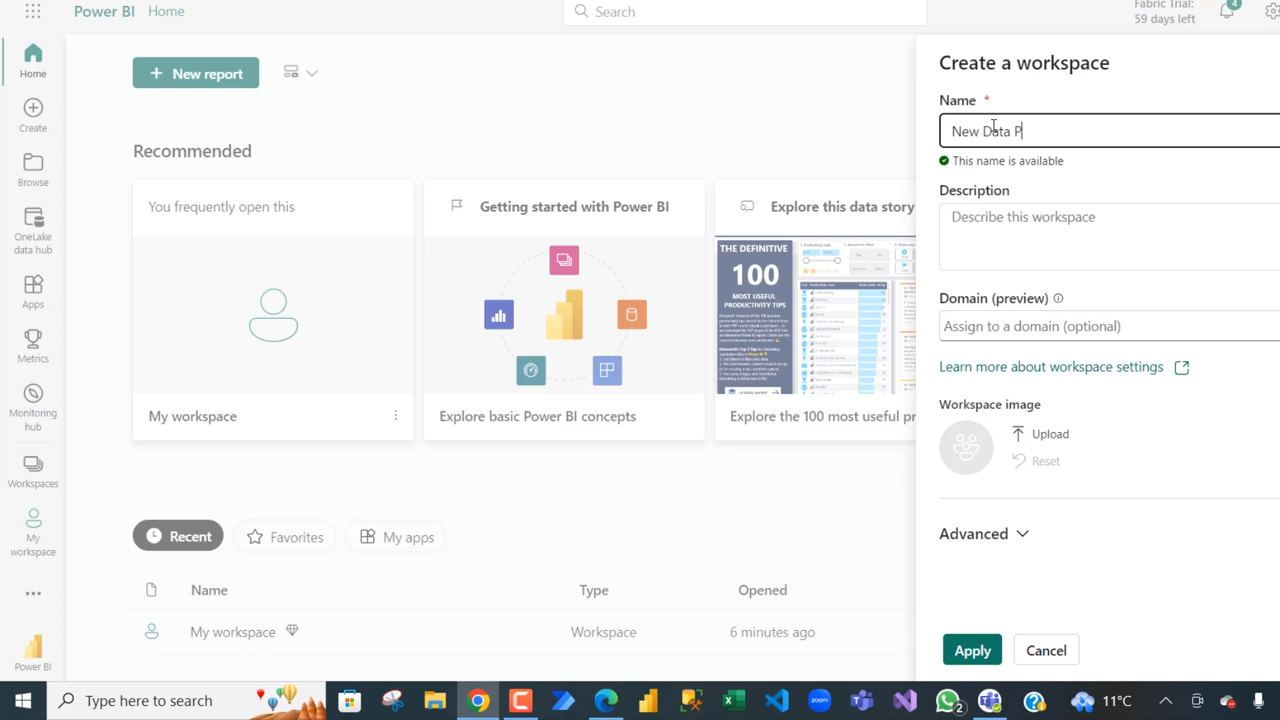 Power BI Home
Search
Fabric Trial:
59 days left
4
Home
Create
Browse
OneLake
data hub
Apps
Metrics
Monitoring
hub
Workspaces
My
workspace
Power BI
New report
Recommended
You frequently open this
My workspace
Getting started with Power BI
Explore basic Power BI concepts
Explore this data story
THE DEFINITIVE
100
MOST USEFUL
PRODUCTIVITY TIPS
Explore the 100 most useful pr
Recent
Favorites
My apps
Name Type Opened
My workspace Workspace 6 minutes ago
Create a workspace
Name *
New Data P
This name is available
Description
Describe this workspace
Domain (preview)
Assign to a domain (optional)
Learn more about workspace settings
Workspace image
Upload
Reset
Advanced
Apply
Cancel
Type here to search
zoom
2
11°C